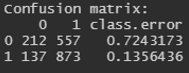 Confusion matrix:
    0   1 class.error
0 212 557   0.7243173
1 137 873   0.1356436